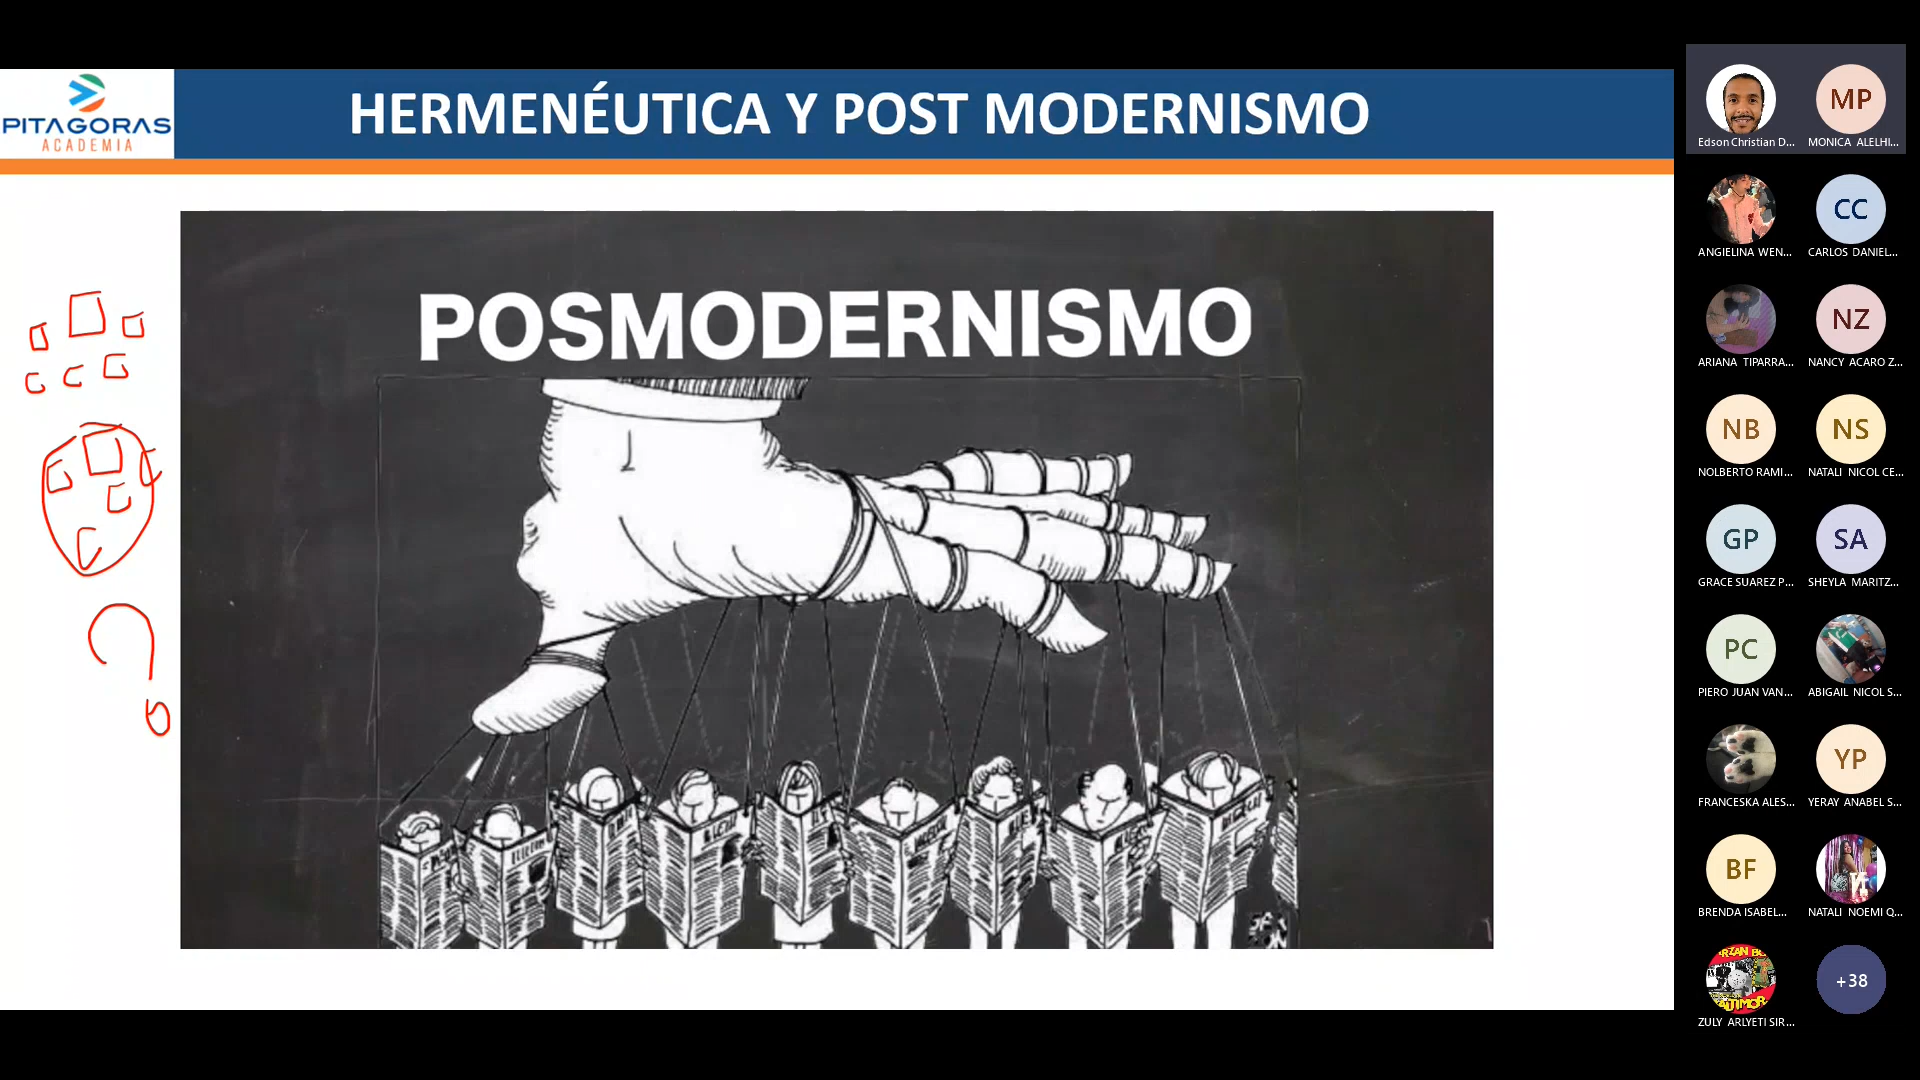 PITAGORAS
ACADEMIA
HERMENÉUTICA Y POST MODERNISMO
POSMODERNISMO
MP
Edson Christian D...
MONICA ALELHI...
CC
ANGIELINA WEN...
CARLOS DANIEL...
NZ
ARIANA TIPARRA...
NANCY ACARO Z...
NB
NS
NOLBERTO RAMI...
NATALI NICOL CE...
GP
SA
GRACE SUAREZ P...
SHEYLA MARITZ...
PC
PIERO JUAN VAN...
ABIGAIL NICOL S...
YP
FRANCESKA ALES...
YERAY ANABEL S...
BF
BRENDA ISABEL...
NATALI NOEMI Q...
+38
ZULY ARLYETI SIR...